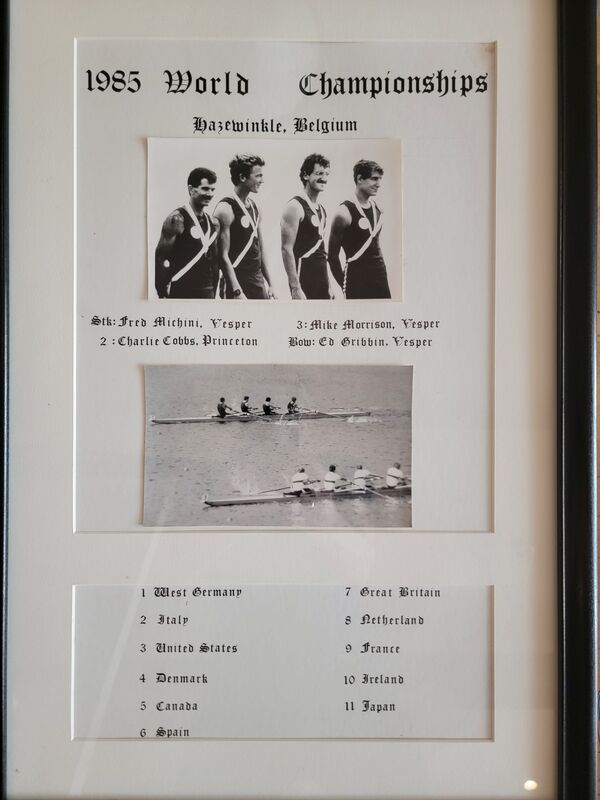 1985 World Championships
Hazewinkle, Belgium
Stk: Fred Michini, Vesper
3: Mike Morrison, Vesper
2 : Charlie Cobbs, Princeton
Bow: Ed Gribbin, Vesper
1 West Germany
2 Italy
3 United States
4 Denmark
5 Canada
6 Spain
7 Great Britain
8 Netherland
9 France
10 Ireland
11 Japan